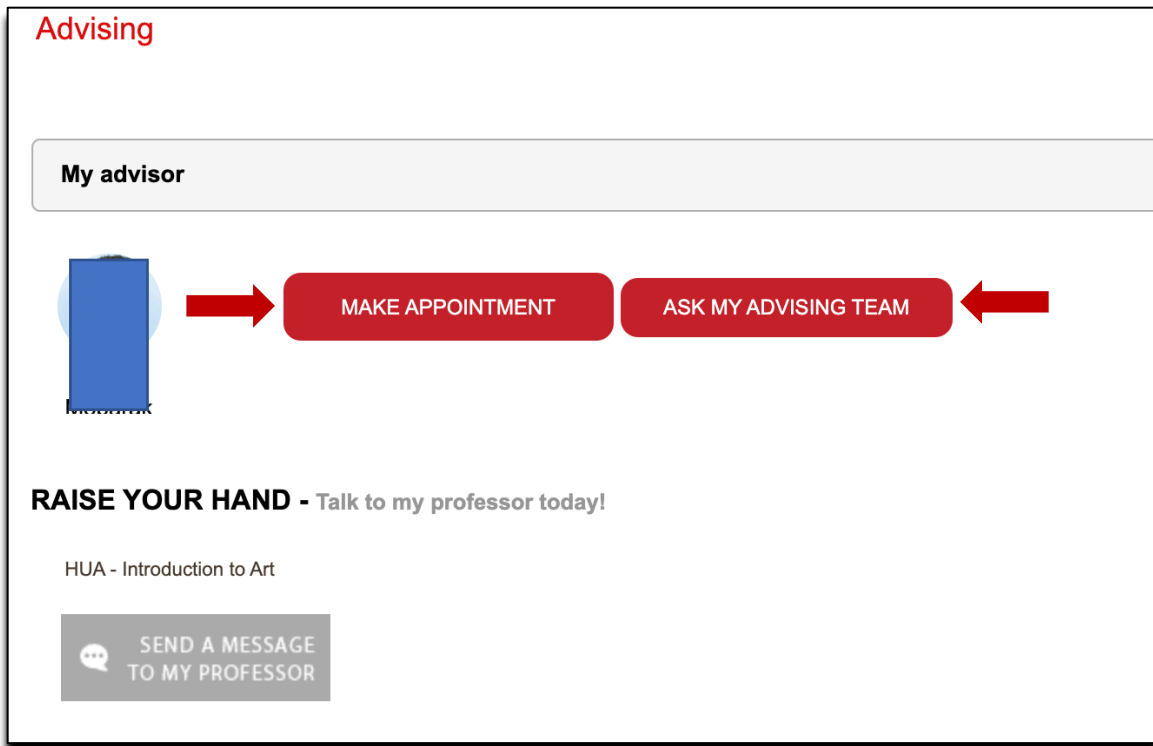 Advising
My advisor
MAKE APPOINTMENT
ASK MY ADVISING TEAM
RAISE YOUR HAND - Talk to my professor today!
HUA - Introduction to Art
SEND A MESSAGE
TO MY PROFESSOR